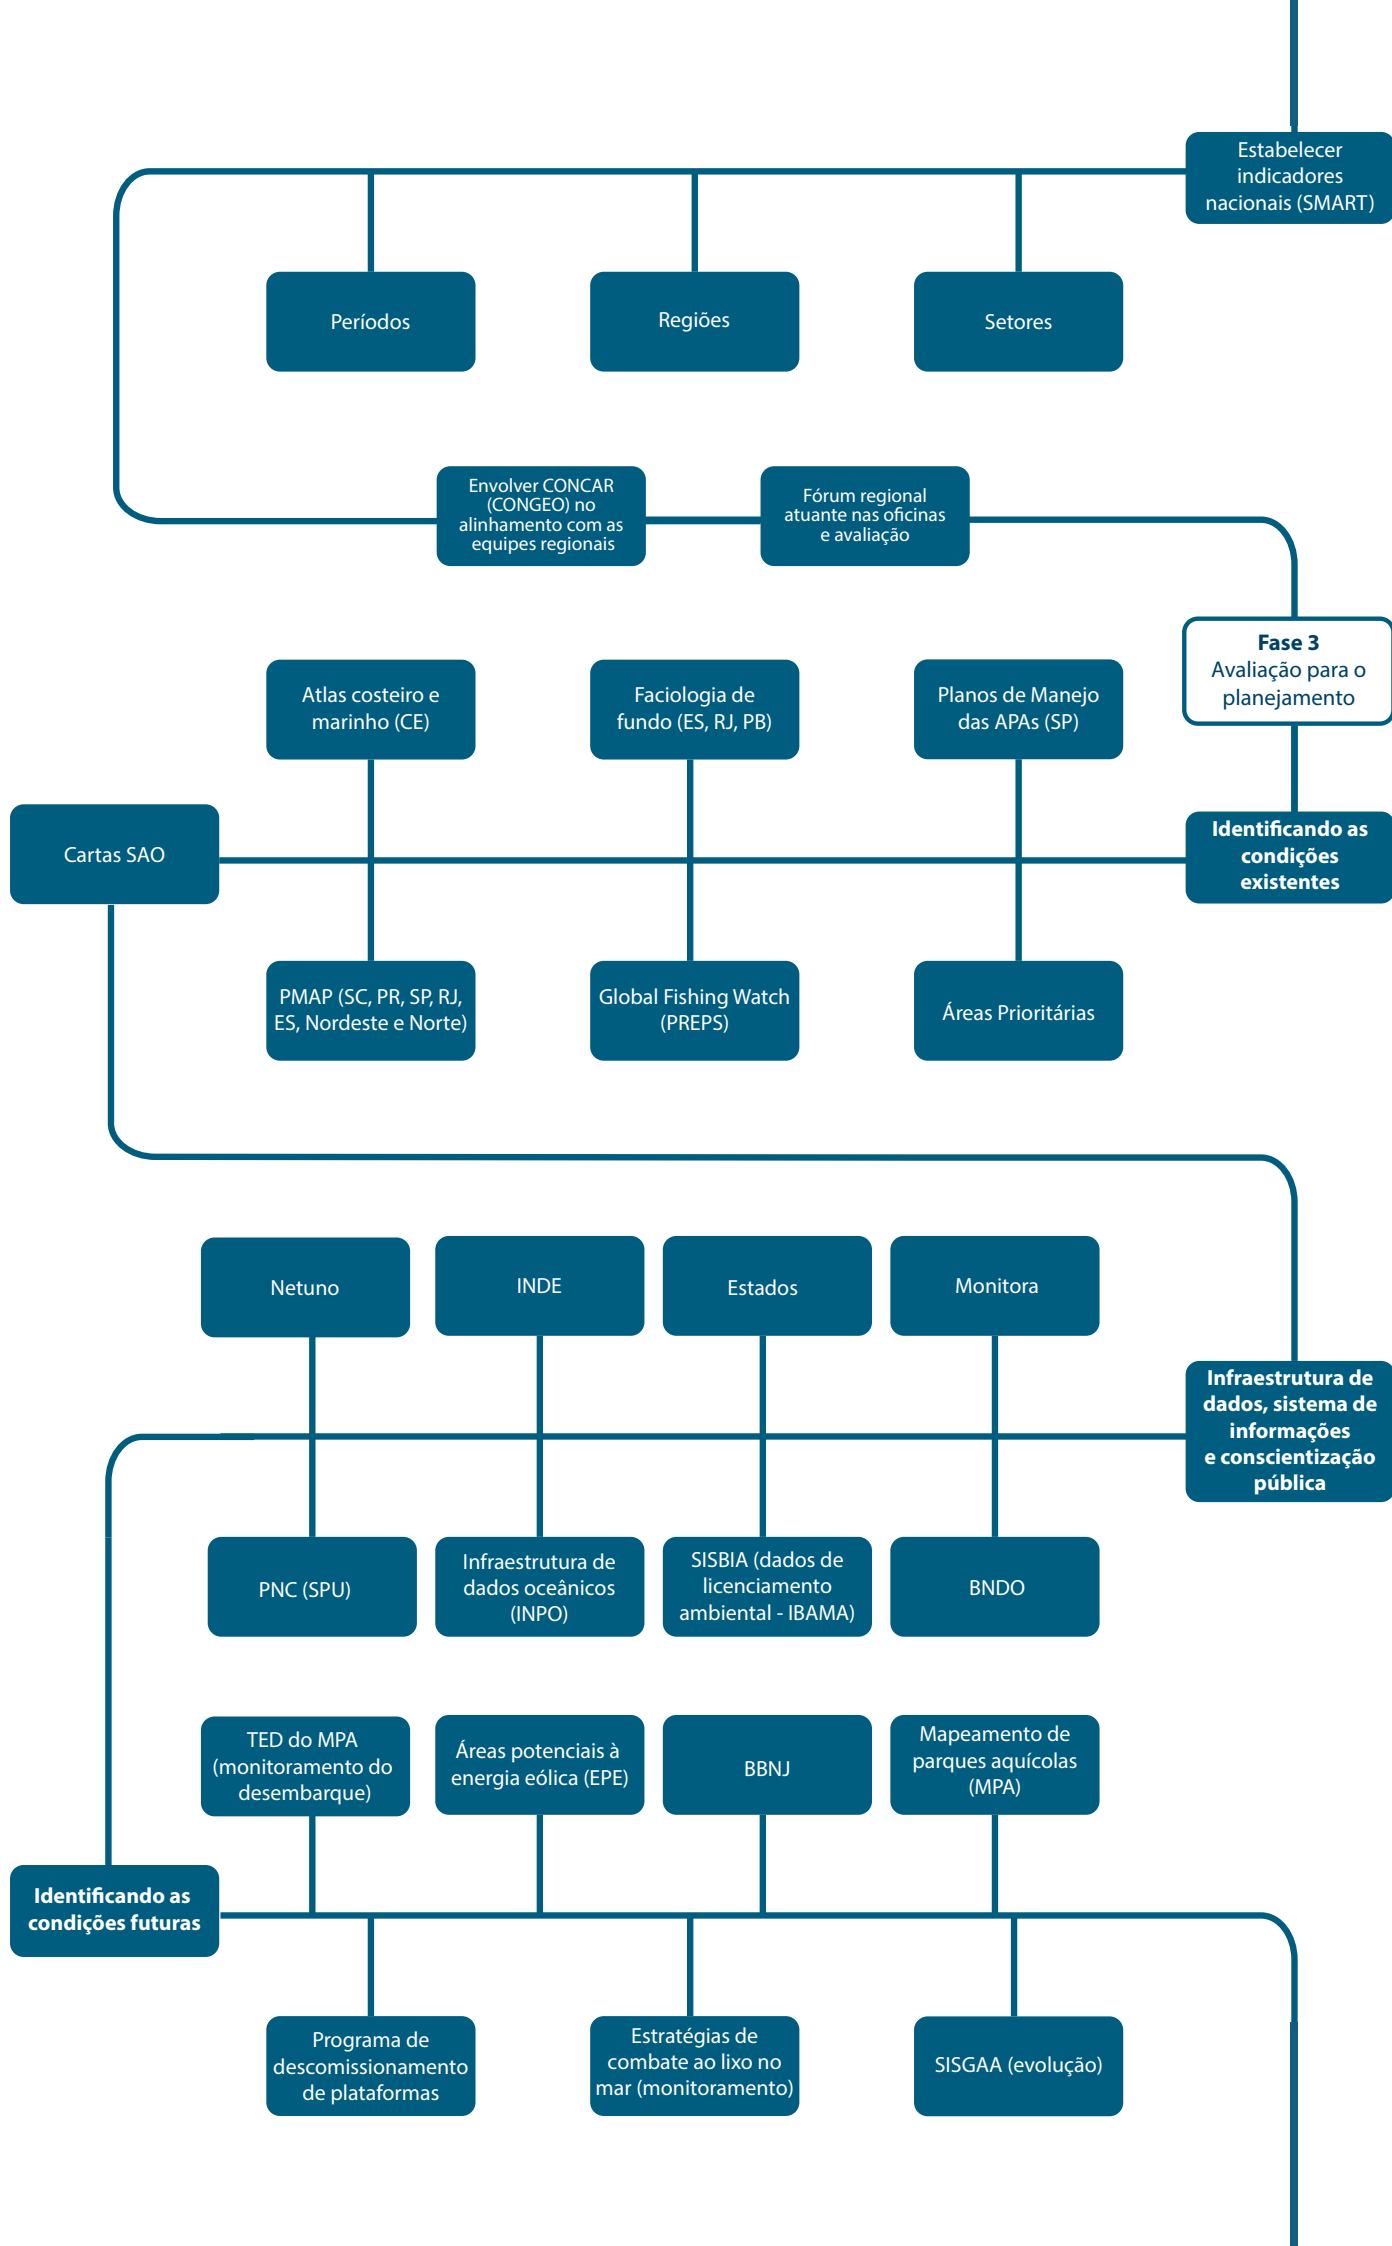 Estabelecer
indicadores
nacionais (SMART)
Períodos
Regiões
Setores
Envolver CONCAR
(CONGEO) no
alinhamento com as
equipes regionais
Fórum regional
atuante nas oficinas
e avaliação
Fase 3
Avaliação para o
planejamento
Atlas costeiro e
marinho (CE)
Faciologia de
fundo (ES, RJ, PB)
Planos de Manejo
das APAs (SP)
Cartas SAO
Identificando as
condições
existentes
PMAP (SC, PR, SP, RJ,
ES, Nordeste e Norte)
Global Fishing Watch
(PREPS)
Áreas Prioritárias
Netuno
INDE
Estados
Monitora
Infraestrutura de
dados, sistema de
informações
e conscientização
pública
PNC (SPU)
Infraestrutura de
dados oceânicos
(INPO)
SISBIA (dados de
licenciamento
ambiental - IBAMA)
BNDO
TED do MPA
(monitoramento do
desembarque)
Áreas potenciais à
energia eólica (EPE)
BBNJ
Mapeamento de
parques aquícolas
(MPA)
Identificando as
condições futuras
Programa de
descomissionamento
de plataformas
Estratégias de
combate ao lixo no
mar (monitoramento)
SISGAA (evolução)